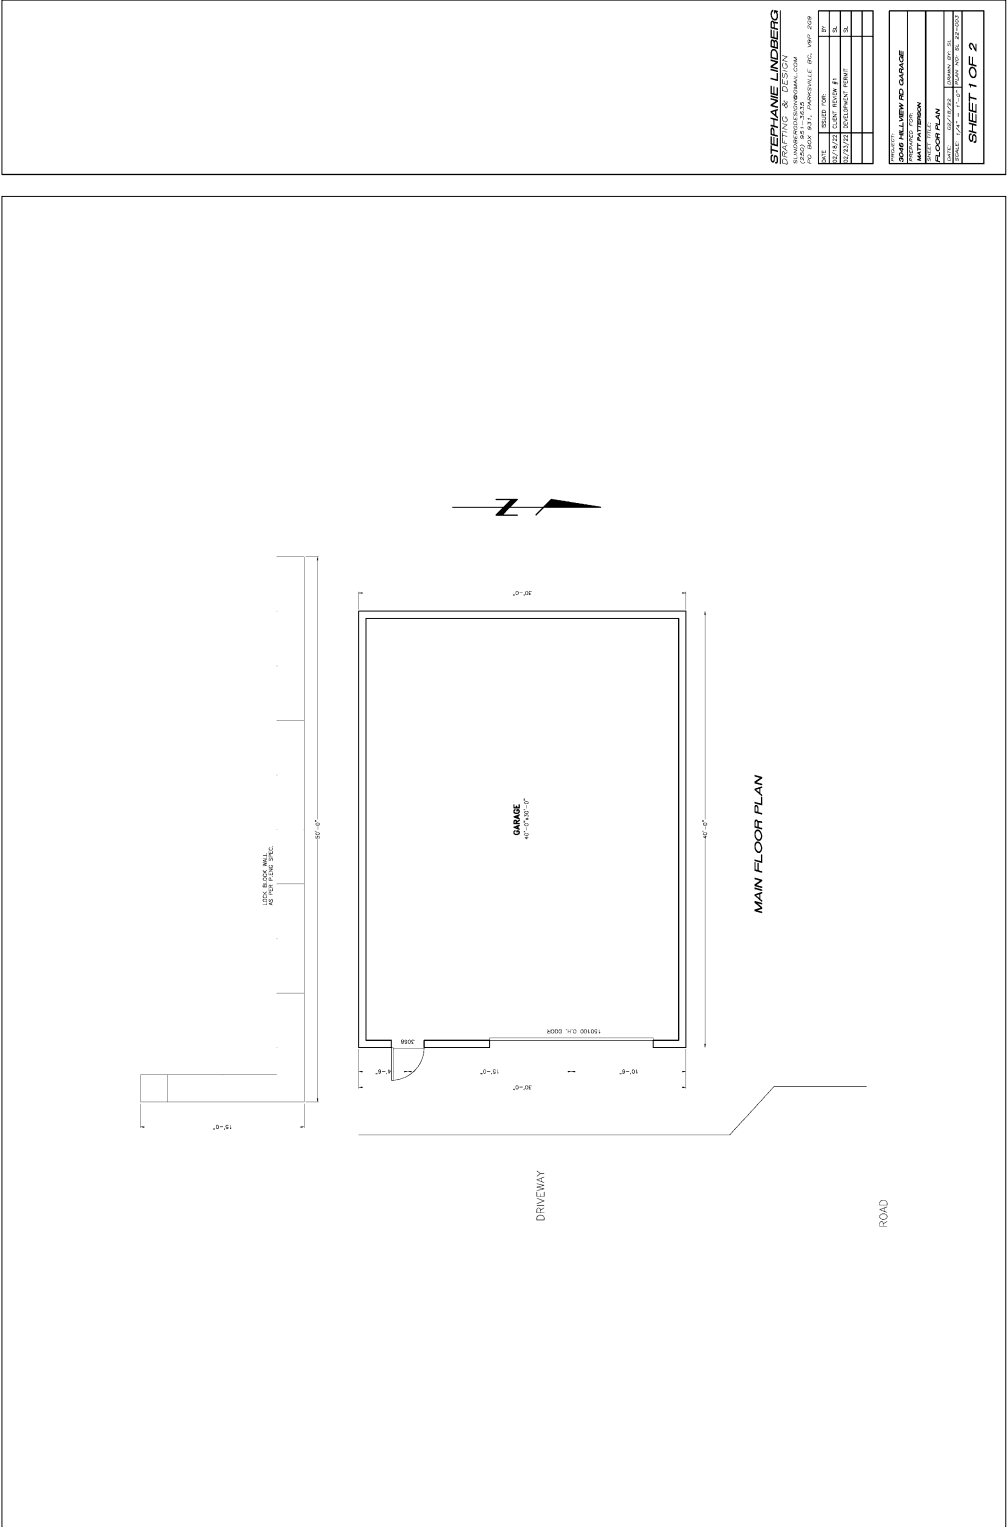 STEPHANIE LINDBERG
DRAFTING & DESIGN
SLINDBERGDESIGN@GMAIL.COM
(250) 951-3635
PO BOX 931, PARKSVILLE BC, V9P 2G9
DATE ISSUED FOR: BY
02/18/22 CLIENT REVIEW #1 SL
02/23/22 DEVELOPMENT PERMIT SL
PROJECT:
3046 HILLVIEW RD GARAGE
PREPARED FOR:
MATT PATTERSON
SHEET TITLE:
FLOOR PLAN
DATE: 02/18/22 DRAWN BY: SL
SCALE: 1/4" = 1'-0" PLAN NO: SL 22-003
SHEET 1 OF 2
N
LOCK BLOCK WALL
AS PER P.ENG SPEC.
50'-0"
15'-0"
30'-0"
GARAGE
40'-0"x30'-0"
40'-0"
3068
150100 O.H. DOOR
4'-6"
15'-0"
10'-6"
30'-0"
MAIN FLOOR PLAN
DRIVEWAY
ROAD